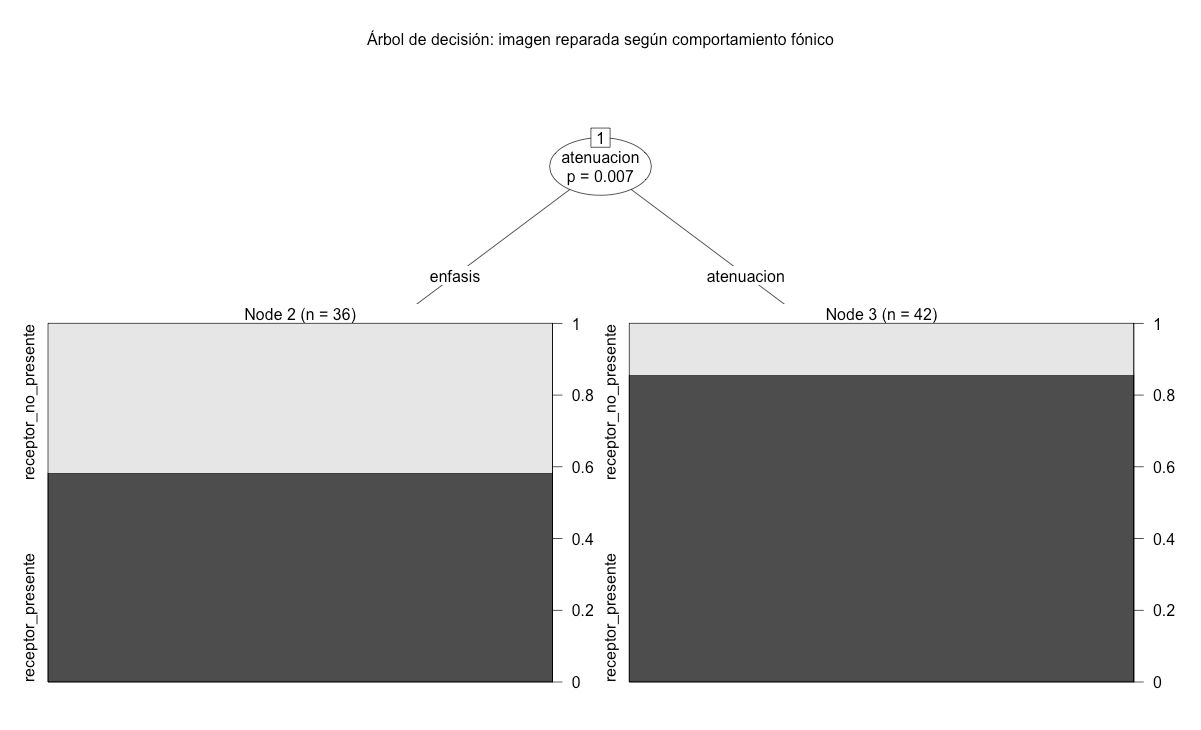 Árbol de decisión: imagen reparada según comportamiento fónico
1
atenuacion
p = 0.007
enfasis
atenuacion
Node 2 (n = 36)
receptor_no_presente
receptor_presente
1
0.8
0.6
0.4
0.2
0
Node 3 (n = 42)
receptor_no_presente
receptor_presente
1
0.8
0.6
0.4
0.2
0